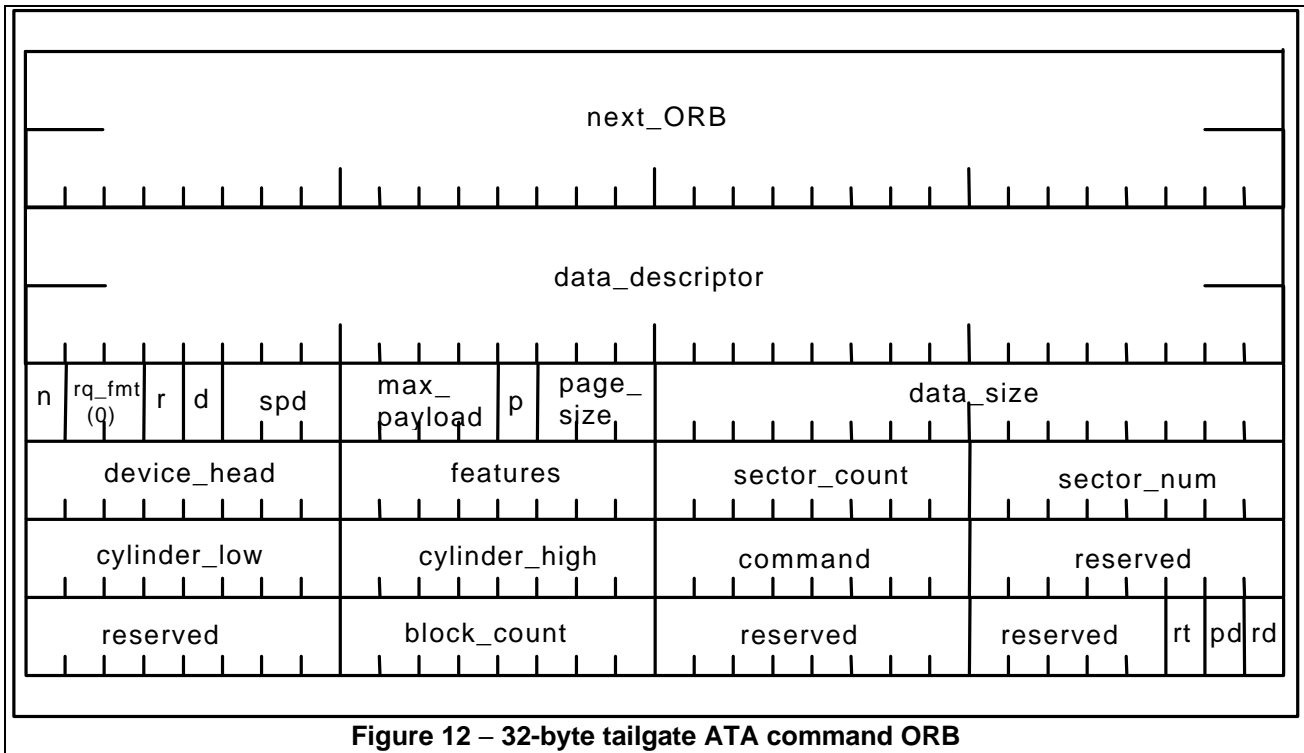 next_ORB
data_descriptor
n rq_fmt r d spd max_ p page_ data_size
(0) payload size
device_head features sector_count sector_num
cylinder_low cylinder_high command reserved
reserved block_count reserved reserved rt pd rd
Figure 12 – 32-byte tailgate ATA command ORB